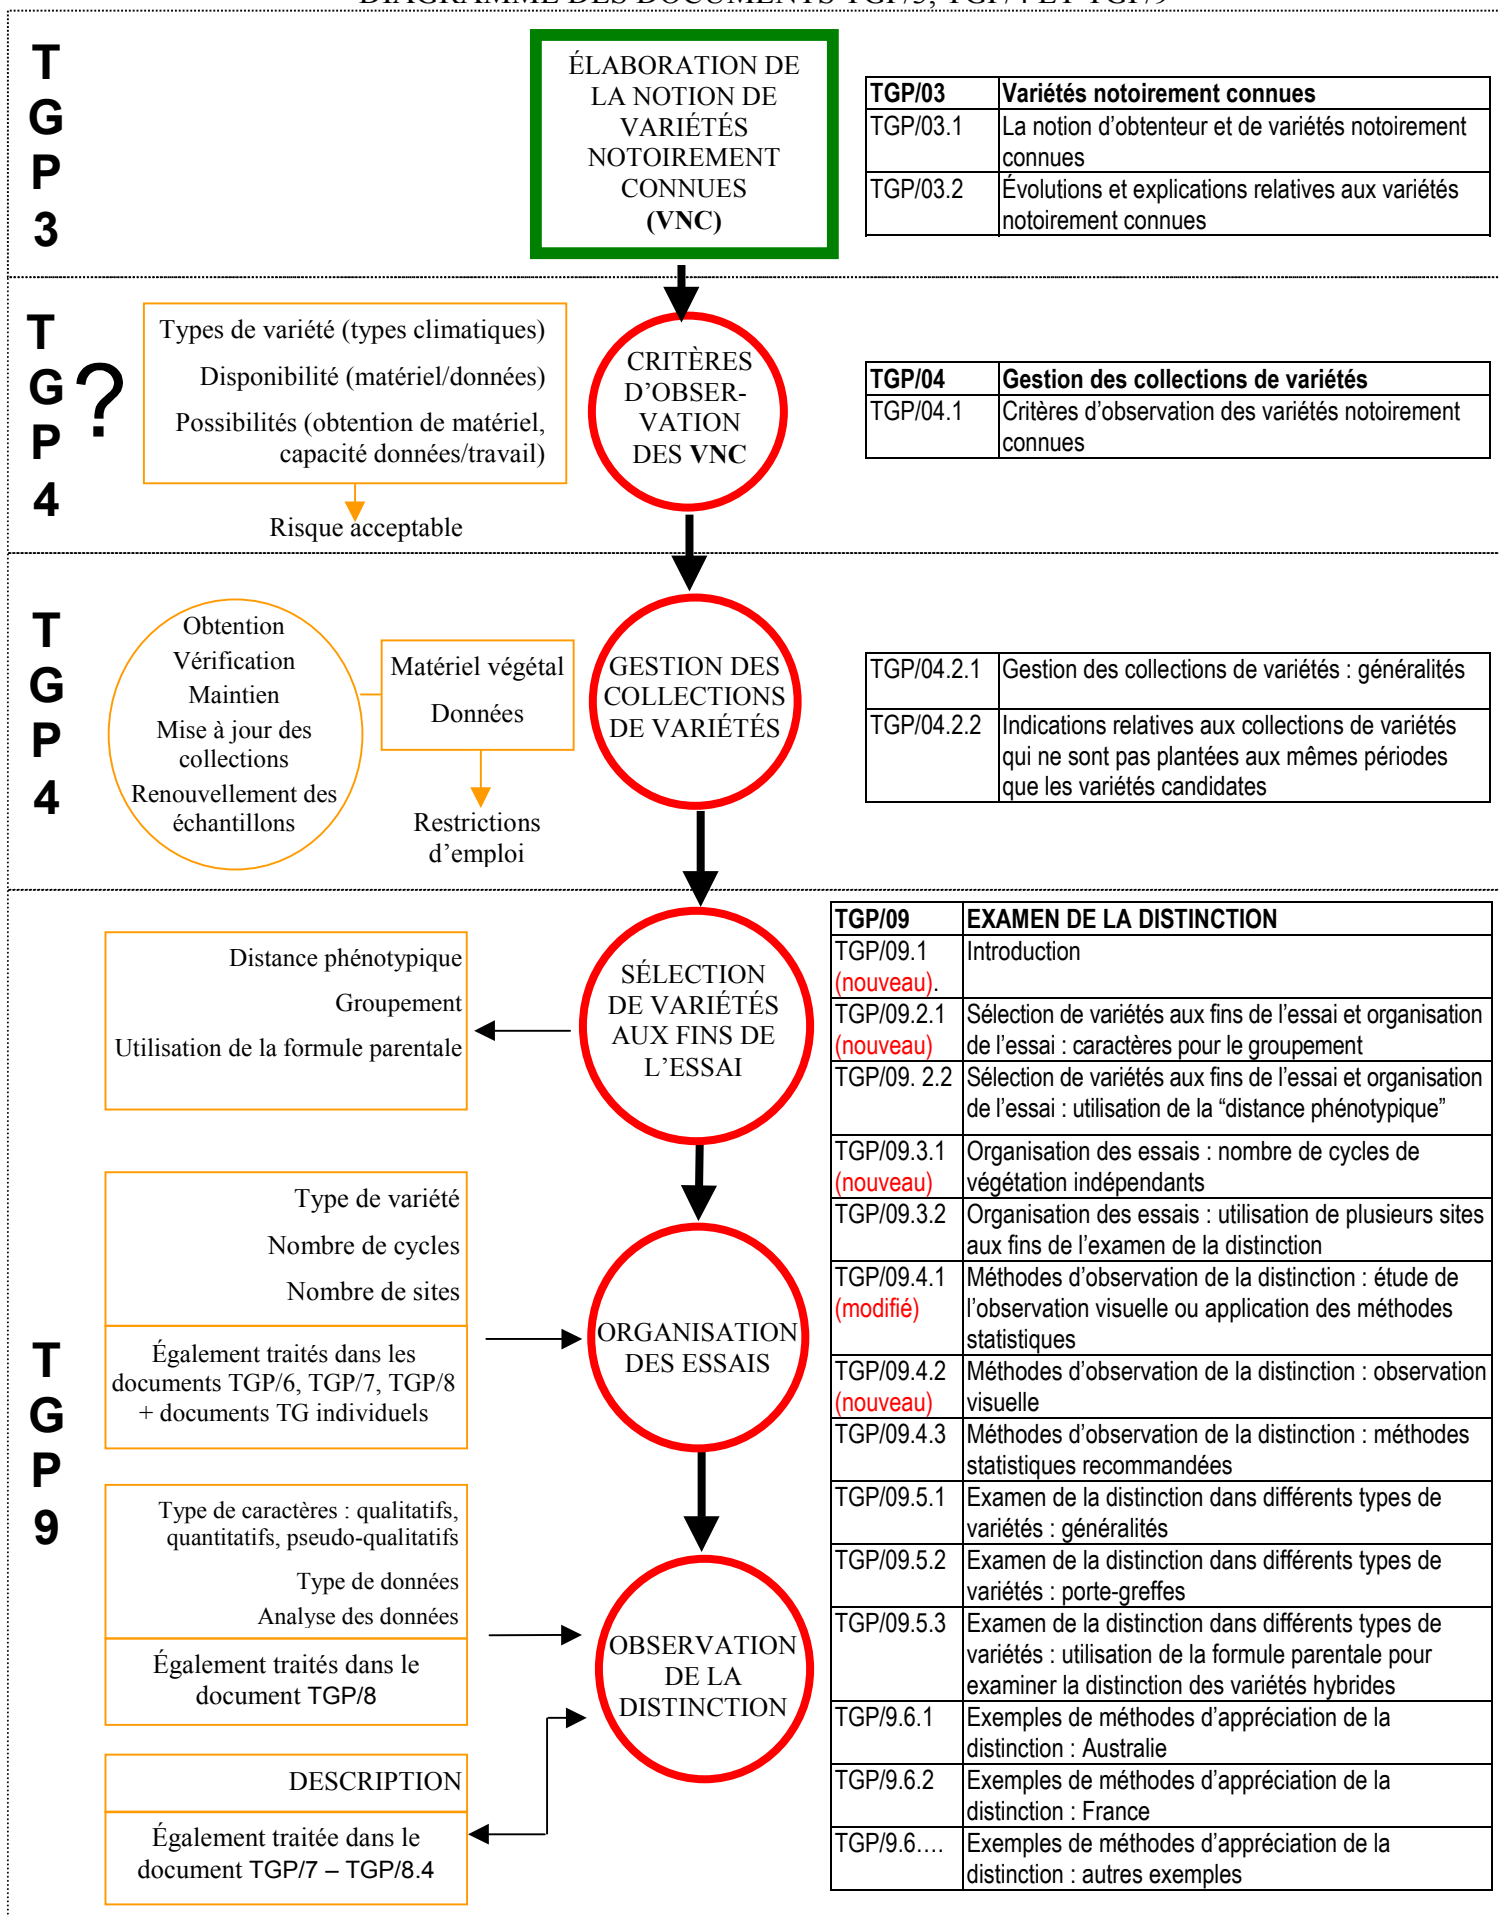 DIAGRAMME DES DOCUMENTS TGP/3, TGP/4 ET TGP/9
T
G
P
3
ÉLABORATION DE
LA NOTION DE
VARIÉTÉS
NOTOIREMENT
CONNUES
(VNC)
TGP/03 Variétés notoirement connues
TGP/03.1 La notion d’obtenteur et de variétés notoirement
connues
TGP/03.2 Évolutions et explications relatives aux variétés
notoirement connues
T
G
P
4
?
Types de variété (types climatiques)
Disponibilité (matériel/données)
Possibilités (obtention de matériel,
capacité données/travail)
Risque acceptable
CRITÈRES
D’OBSER-
VATION
DES VNC
TGP/04 Gestion des collections de variétés
TGP/04.1 Critères d’observation des variétés notoirement
connues
T
G
P
4
Obtention
Vérification
Maintien
Mise à jour des
collections
Renouvellement des
échantillons
Matériel végétal
Données
Restrictions
d’emploi
GESTION DES
COLLECTIONS
DE VARIÉTÉS
TGP/04.2.1 Gestion des collections de variétés : généralités
TGP/04.2.2 Indications relatives aux collections de variétés
qui ne sont pas plantées aux mêmes périodes
que les variétés candidates
T
G
P
9
Distance phénotypique
Groupement
Utilisation de la formule parentale
SÉLECTION
DE VARIÉTÉS
AUX FINS DE
L’ESSAI
Type de variété
Nombre de cycles
Nombre de sites
Également traités dans les
documents TGP/6, TGP/7, TGP/8
+ documents TG individuels
ORGANISATION
DES ESSAIS
Type de caractères : qualitatifs,
quantitatifs, pseudo-qualitatifs
Type de données
Analyse des données
Également traités dans le
document TGP/8
OBSERVATION
DE LA
DISTINCTION
DESCRIPTION
Également traitée dans le
document TGP/7 – TGP/8.4
TGP/09 EXAMEN DE LA DISTINCTION
TGP/09.1 Introduction
(nouveau).
TGP/09.2.1 Sélection de variétés aux fins de l’essai et organisation
(nouveau) de l’essai : caractères pour le groupement
TGP/09. 2.2 Sélection de variétés aux fins de l’essai et organisation
de l’essai : utilisation de la “distance phénotypique”
TGP/09.3.1 Organisation des essais : nombre de cycles de
(nouveau) végétation indépendants
TGP/09.3.2 Organisation des essais : utilisation de plusieurs sites
aux fins de l’examen de la distinction
TGP/09.4.1 Méthodes d’observation de la distinction : étude de
(modifié) l’observation visuelle ou application des méthodes
statistiques
TGP/09.4.2 Méthodes d’observation de la distinction : observation
(nouveau) visuelle
TGP/09.4.3 Méthodes d’observation de la distinction : méthodes
statistiques recommandées
TGP/09.5.1 Examen de la distinction dans différents types de
variétés : généralités
TGP/09.5.2 Examen de la distinction dans différents types de
variétés : porte-greffes
TGP/09.5.3 Examen de la distinction dans différents types de
variétés : utilisation de la formule parentale pour
examiner la distinction des variétés hybrides
TGP/9.6.1 Exemples de méthodes d’appréciation de la
distinction : Australie
TGP/9.6.2 Exemples de méthodes d’appréciation de la
distinction : France
TGP/9.6…. Exemples de méthodes d’appréciation de la
distinction : autres exemples